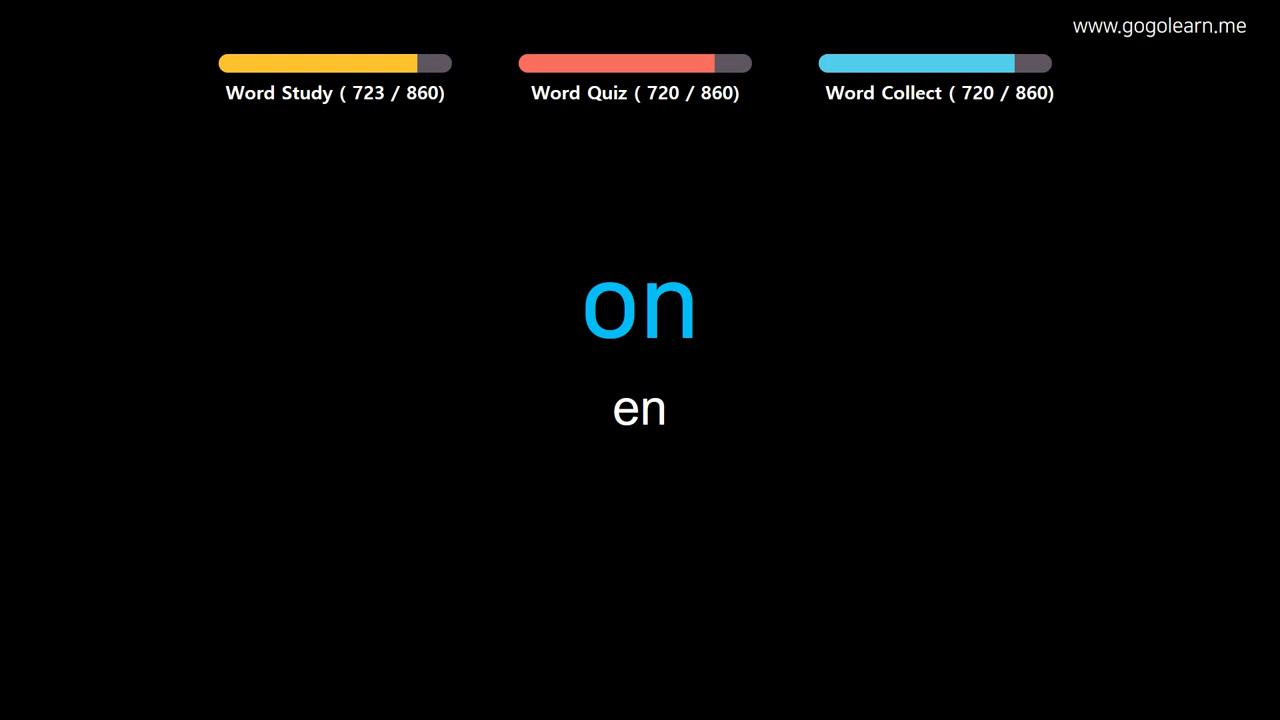 www.gogolearn.me
Word Study ( 723 / 860)
Word Quiz ( 720 / 860)
Word Collect ( 720 / 860)
on
en